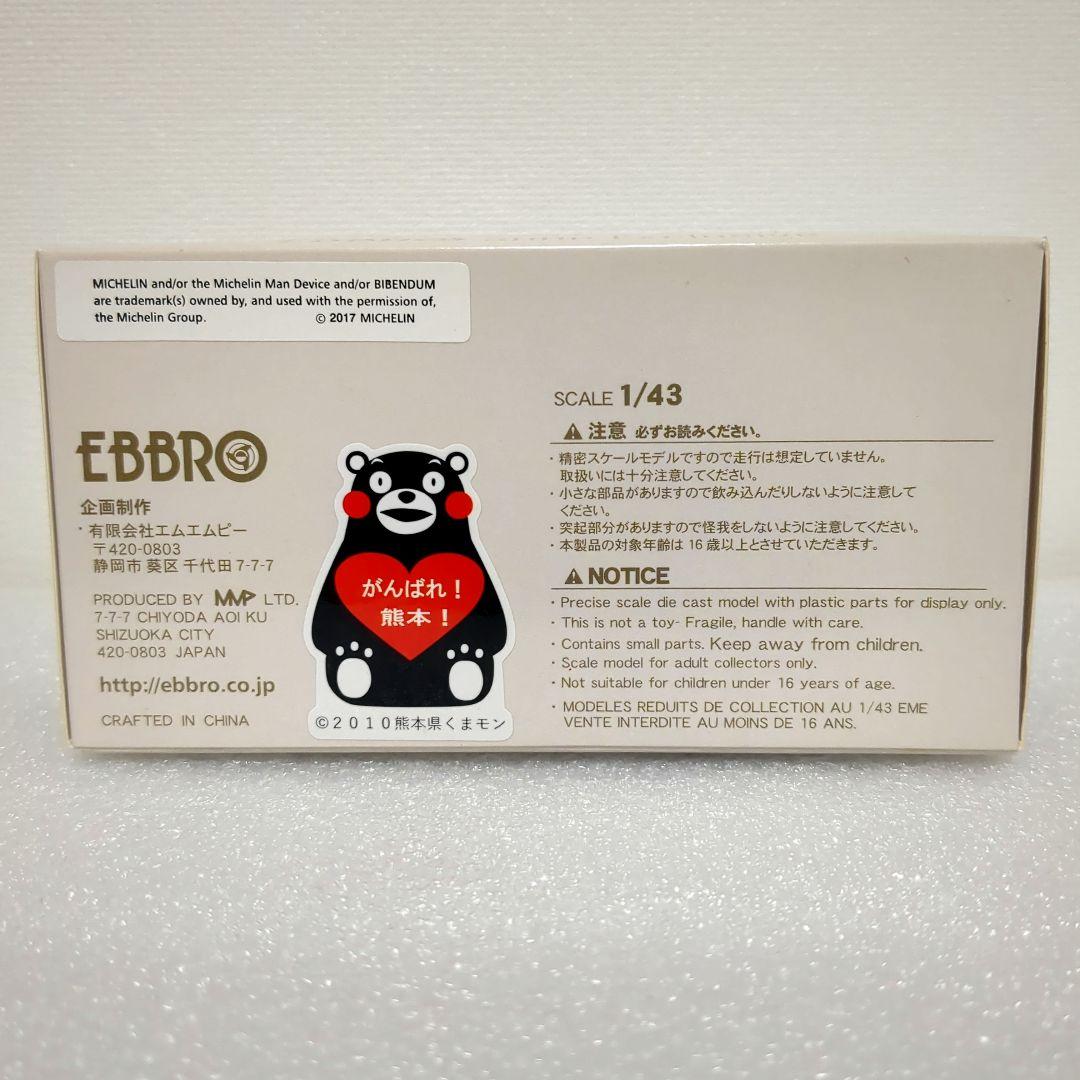 MICHELIN and/or the Michelin Man Device and/or BIBENDUM
are trademark(s) owned by, and used with the permission of,
the Michelin Group. © 2017 MICHELIN
EBBRO
企画制作
・有限会社エムエムピー
〒420-0803
静岡市 葵区 千代田 7-7-7
PRODUCED BY MMP LTD.
7-7-7 CHIYODA AOI KU
SHIZUOKA CITY
420-0803 JAPAN
http://ebbro.co.jp
CRAFTED IN CHINA
がんばれ！
熊本！
©2010熊本県くまモン
SCALE 1/43
⚠ 注意 必ずお読みください。
・精密スケールモデルですので走行は想定していません。
取扱いには十分注意してください。
・小さな部品がありますので飲み込んだりしないように注意して
ください。
・突起部分がありますので怪我をしないように注意してください。
・本製品の対象年齢は 16 歳以上とさせていただきます。
⚠ NOTICE
・Precise scale die cast model with plastic parts for display only.
・This is not a toy- Fragile, handle with care.
・Contains small parts. Keep away from children.
・Scale model for adult collectors only.
・Not suitable for children under 16 years of age.
・MODELES REDUITS DE COLLECTION AU 1/43 EME
VENTE INTERDITE AU MOINS DE 16 ANS.